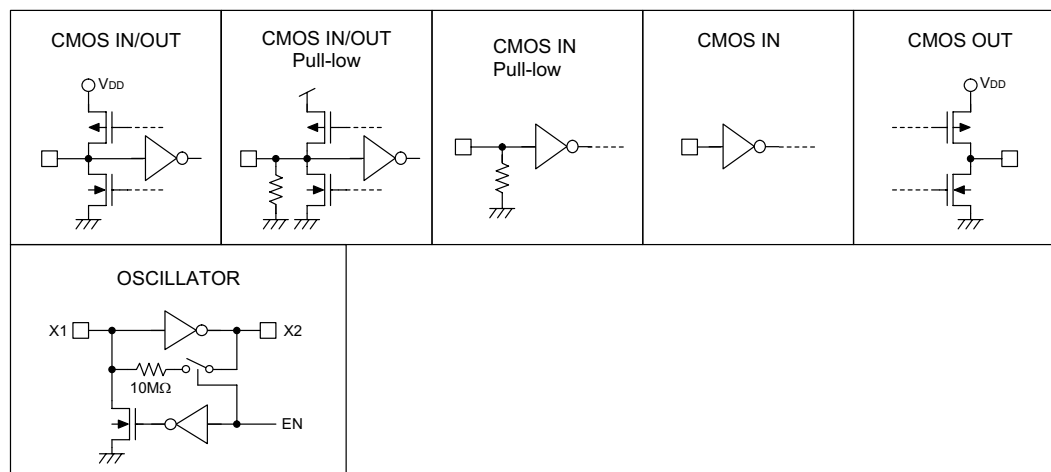 CMOS IN/OUT
VDD
CMOS IN/OUT
Pull-low
CMOS IN
Pull-low
CMOS IN
CMOS OUT
VDD
OSCILLATOR
X1
X2
10MΩ
EN